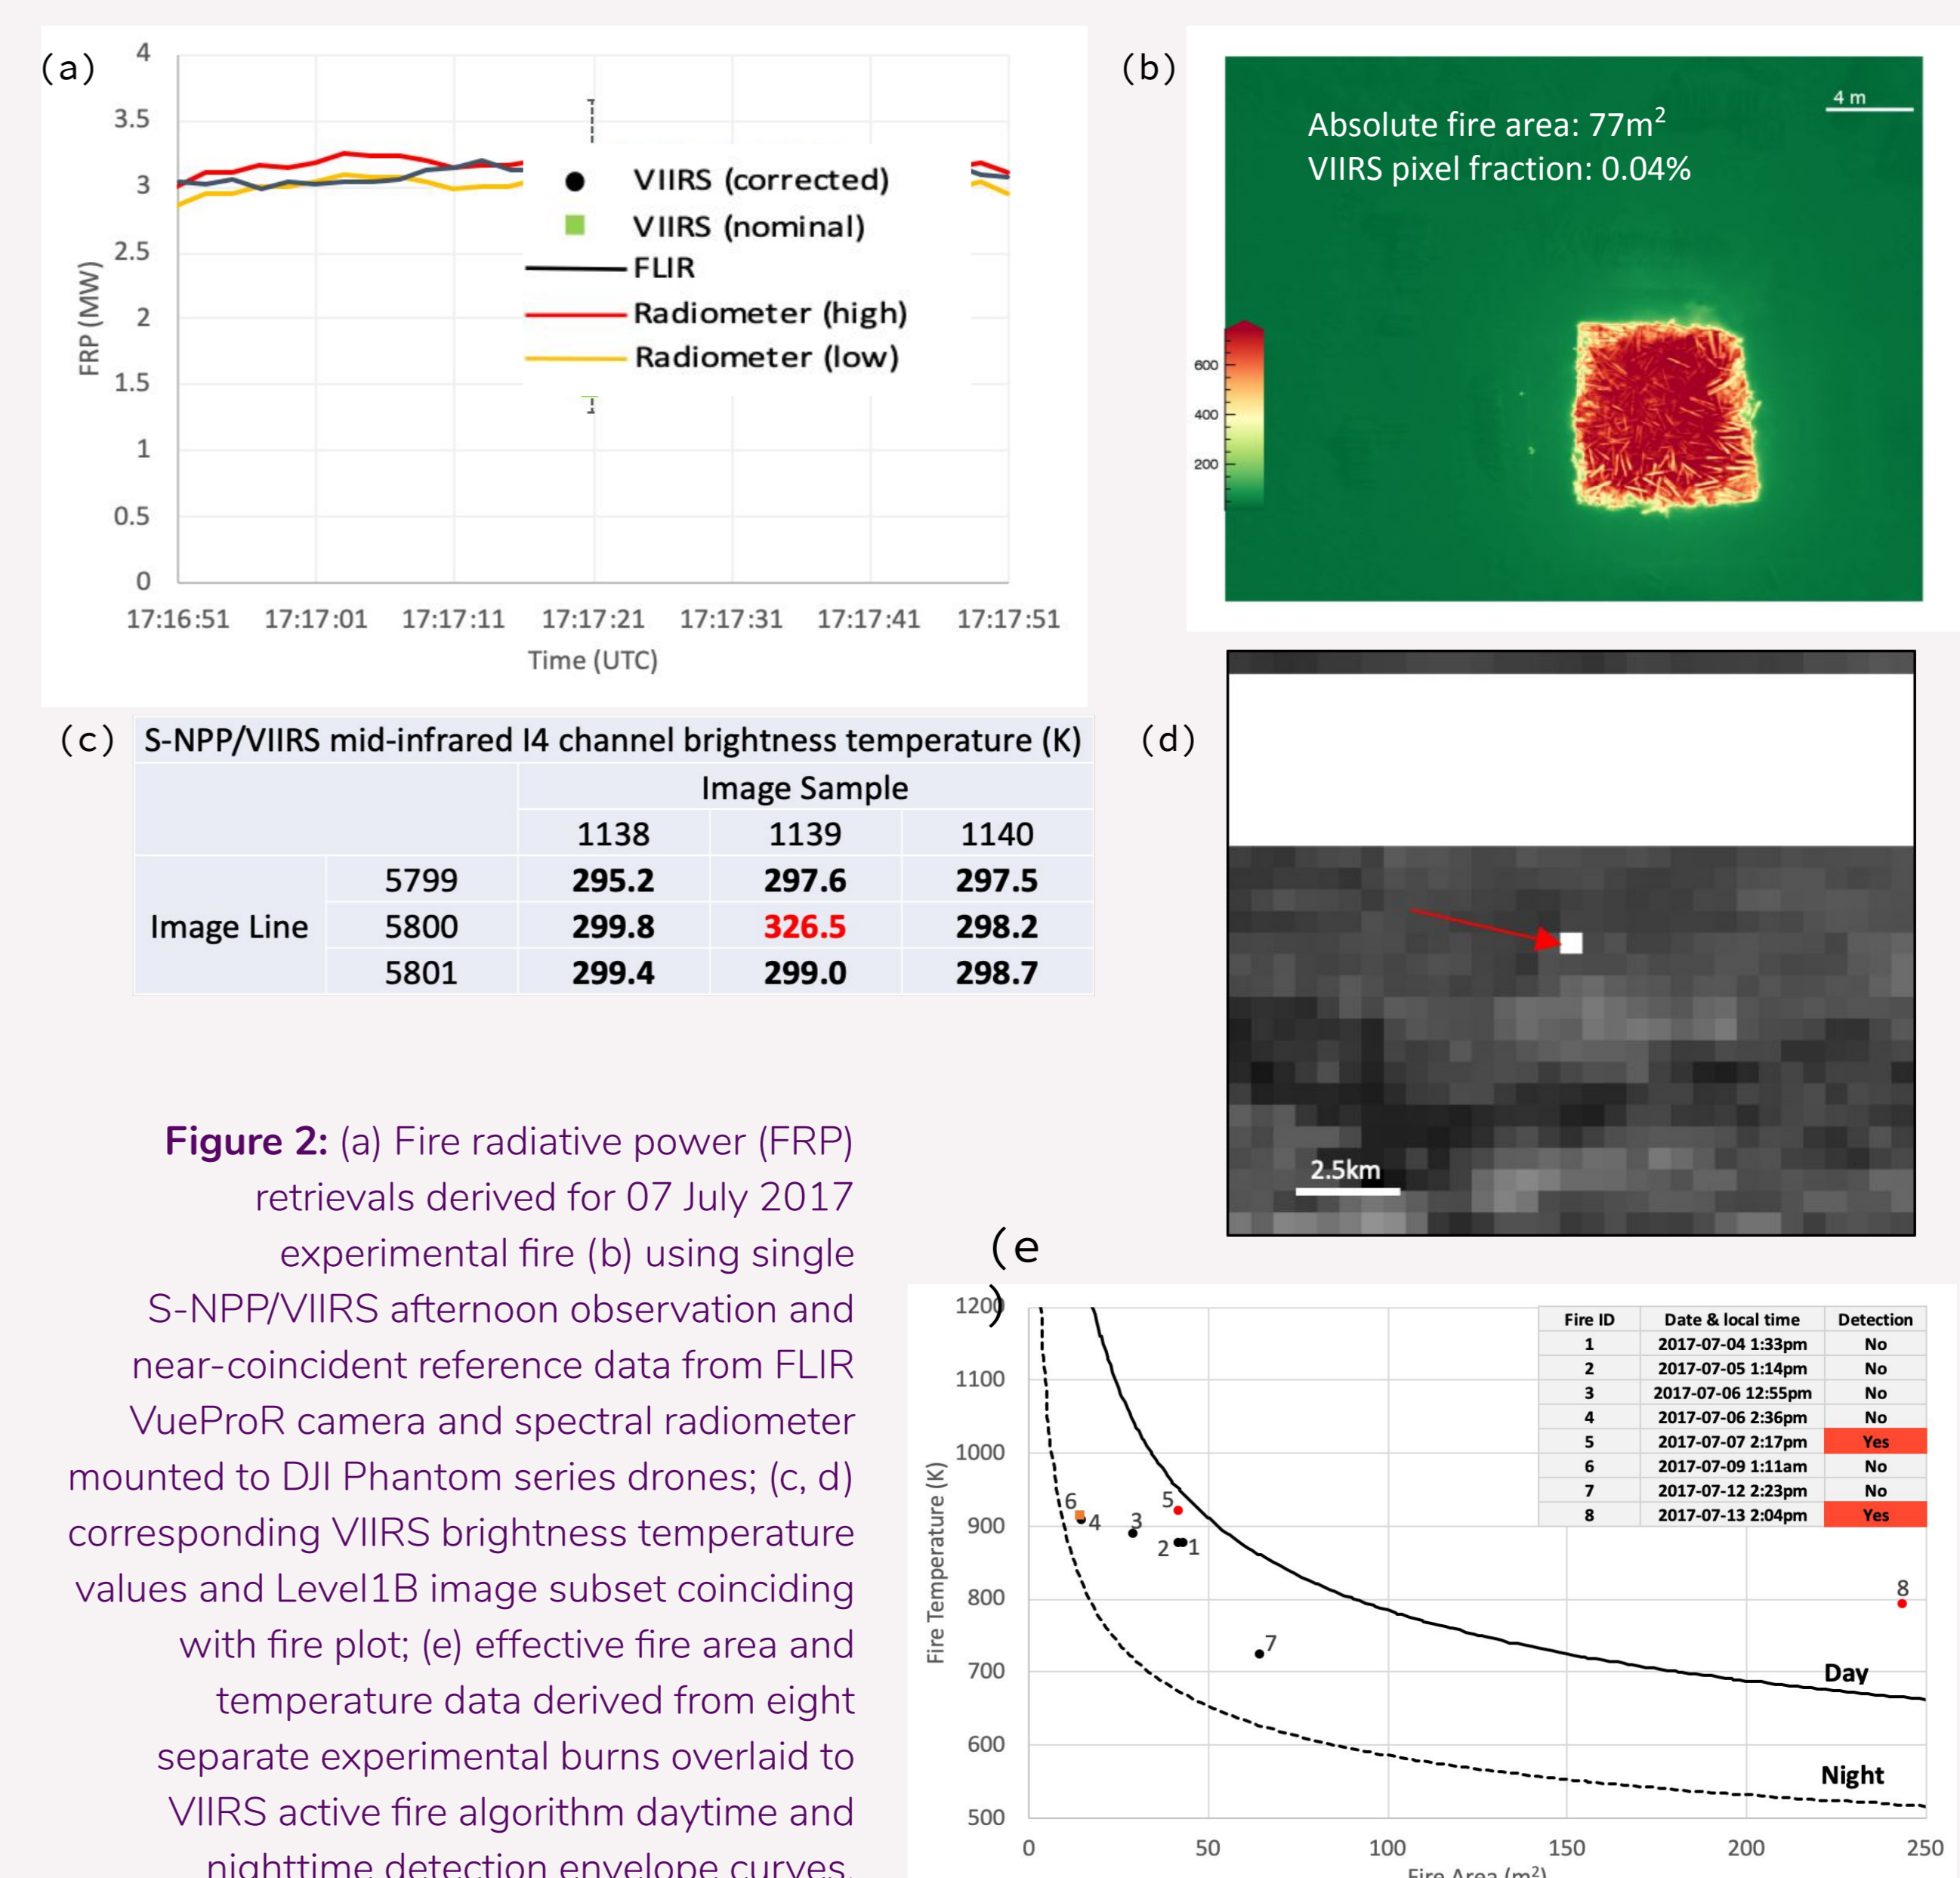 (a)
4
3.5
3
2.5
2
1.5
1
0.5
0
FRP (MW)
VIIRS (corrected)
VIIRS (nominal)
FLIR
Radiometer (high)
Radiometer (low)
17:16:51 17:17:01 17:17:11 17:17:21 17:17:31 17:17:41 17:17:51
Time (UTC)
(b)
4 m
Absolute fire area: 77m²
VIIRS pixel fraction: 0.04%
600
400
200
(c)
S-NPP/VIIRS mid-infrared I4 channel brightness temperature (K)
Image Sample
1138 1139 1140
5799 295.2 297.6 297.5
Image Line 5800 299.8 326.5 298.2
5801 299.4 299.0 298.7
(d)
2.5km
Figure 2: (a) Fire radiative power (FRP)
retrievals derived for 07 July 2017
experimental fire (b) using single
S-NPP/VIIRS afternoon observation and
near-coincident reference data from FLIR
VueProR camera and spectral radiometer
mounted to DJI Phantom series drones; (c, d)
corresponding VIIRS brightness temperature
values and Level1B image subset coinciding
with fire plot; (e) effective fire area and
temperature data derived from eight
separate experimental burns overlaid to
VIIRS active fire algorithm daytime and
nighttime detection envelope curves.
(e
)
1200
1100
1000
900
800
700
600
500
Fire Temperature (K)
Fire ID Date & local time Detection
1 2017-07-04 1:33pm No
2 2017-07-05 1:14pm No
3 2017-07-06 12:55pm No
4 2017-07-06 2:36pm No
5 2017-07-07 2:17pm Yes
6 2017-07-09 1:11am No
7 2017-07-12 2:23pm No
8 2017-07-13 2:04pm Yes
6
4
3
5
2
1
7
8
Day
Night
0 50 100 150 200 250
Fire Area (m²)